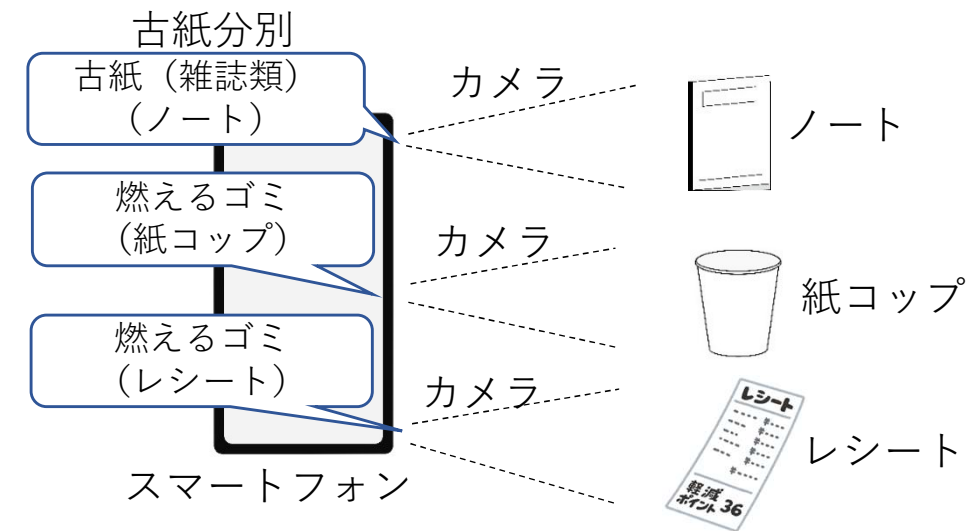 古紙分別
古紙（雑誌類）
（ノート）
カメラ
ノート
燃えるゴミ
（紙コップ）
カメラ
紙コップ
燃えるゴミ
（レシート）
カメラ
レシート
軽減
ポイント 36
レシート
スマートフォン